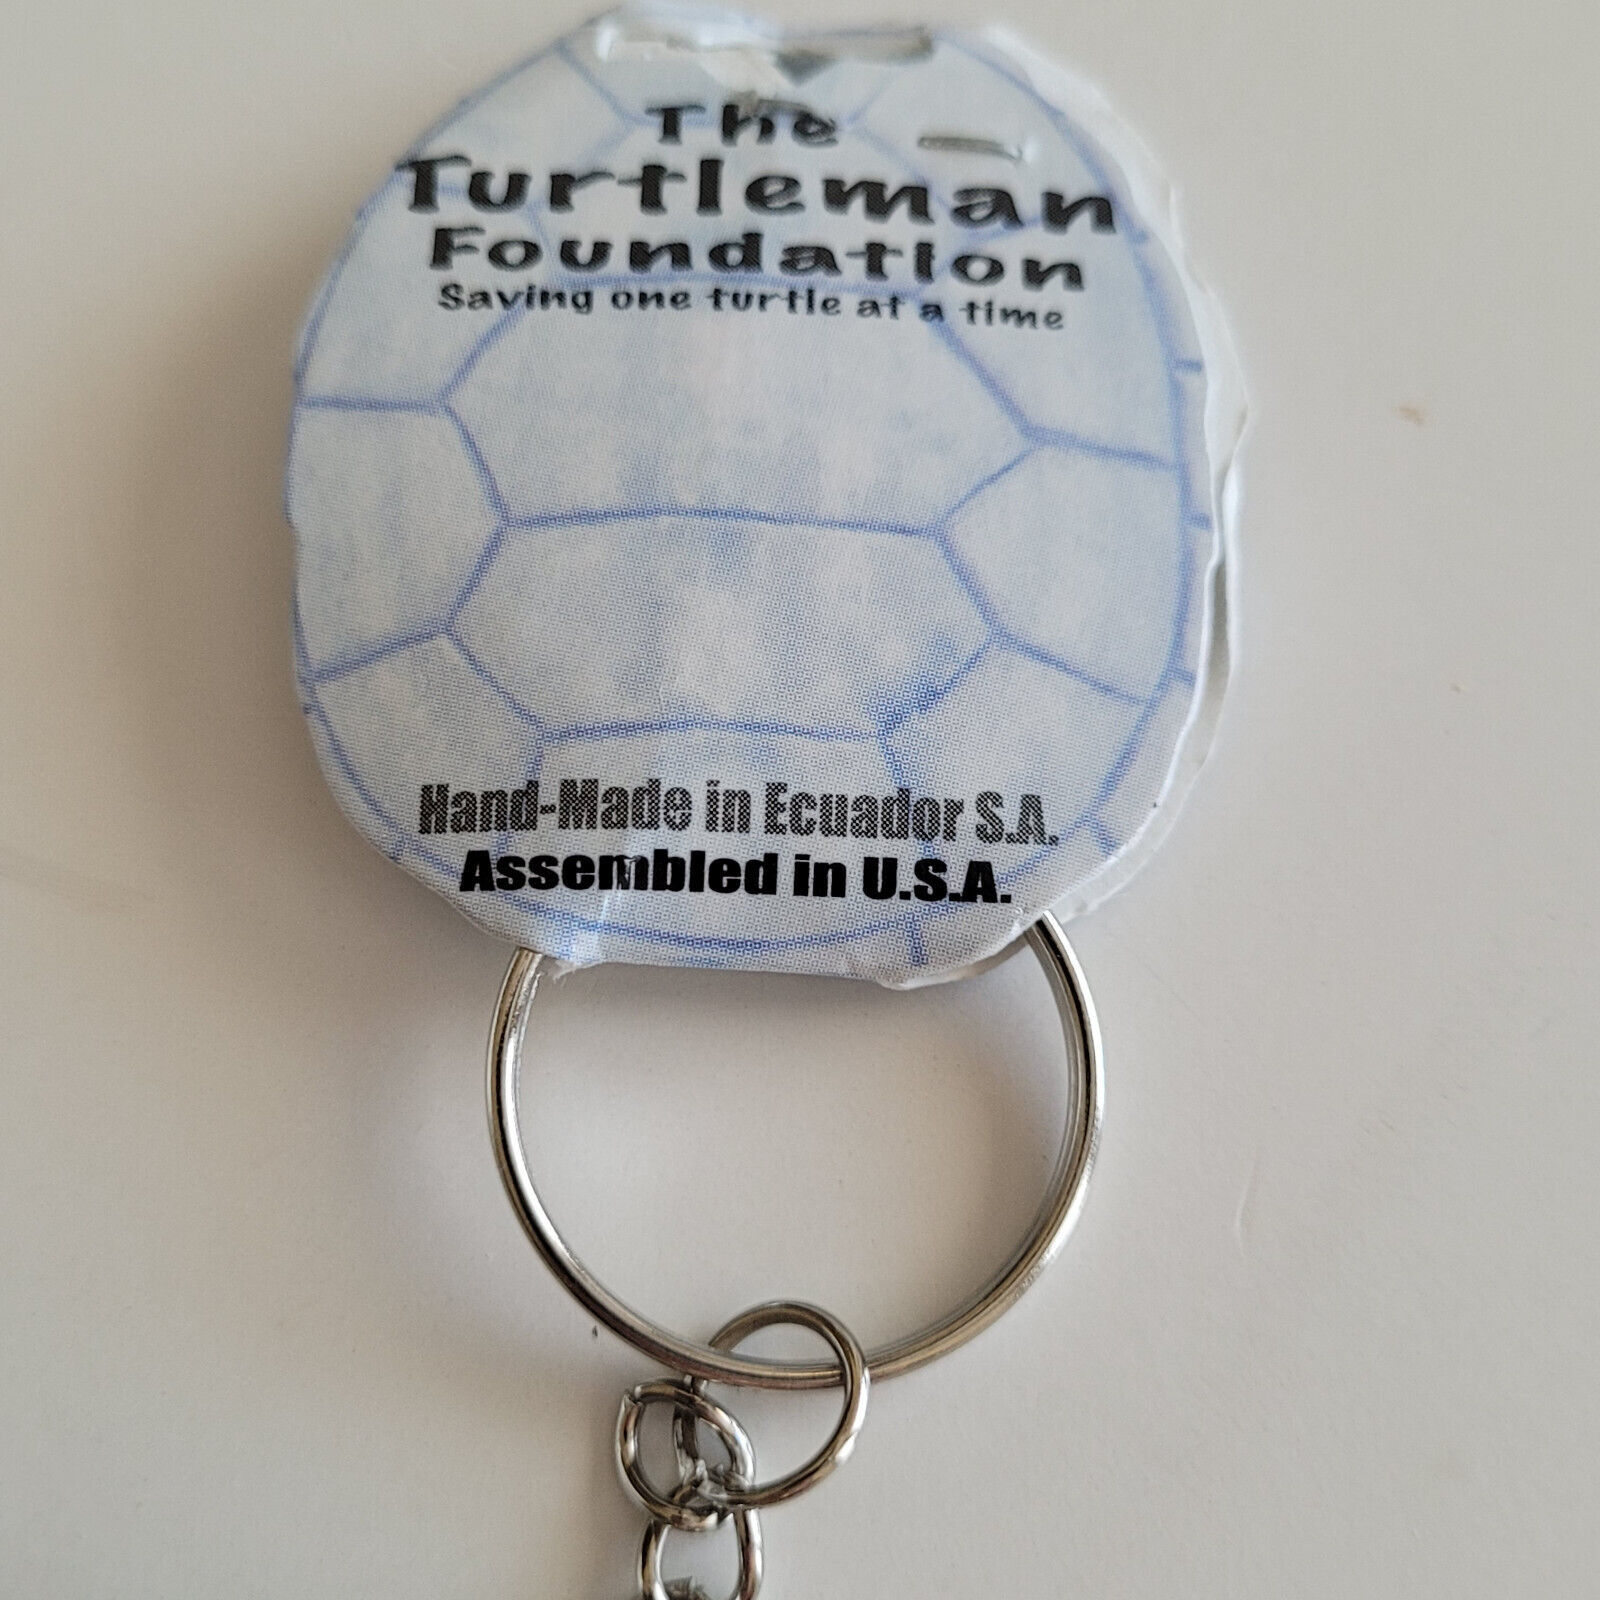 The
Turtleman
Foundation
Saving one turtle at a time
Hand-Made in Ecuador S.A.
Assembled in U.S.A.